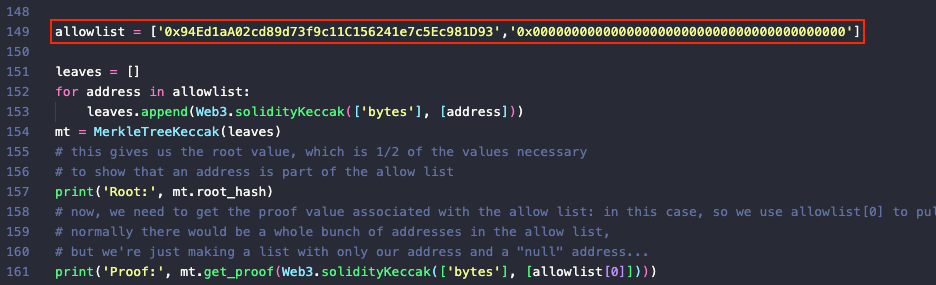 148
149 allowlist = ['0x94Ed1aA02cd89d73f9c11C156241e7c5Ec981D93','0x0000000000000000000000000000000000000000']
150
151 leaves = []
152 for address in allowlist:
153     leaves.append(Web3.solidityKeccak(['bytes'], [address]))
154 mt = MerkleTreeKeccak(leaves)
155 # this gives us the root value, which is 1/2 of the values necessary
156 # to show that an address is part of the allow list
157 print('Root:', mt.root_hash)
158 # now, we need to get the proof value associated with the allow list: in this case, so we use allowlist[0] to pul
159 # normally there would be a whole bunch of addresses in the allow list,
160 # but we're just making a list with only our address and a "null" address...
161 print('Proof:', mt.get_proof(Web3.solidityKeccak(['bytes'], [allowlist[0]])))